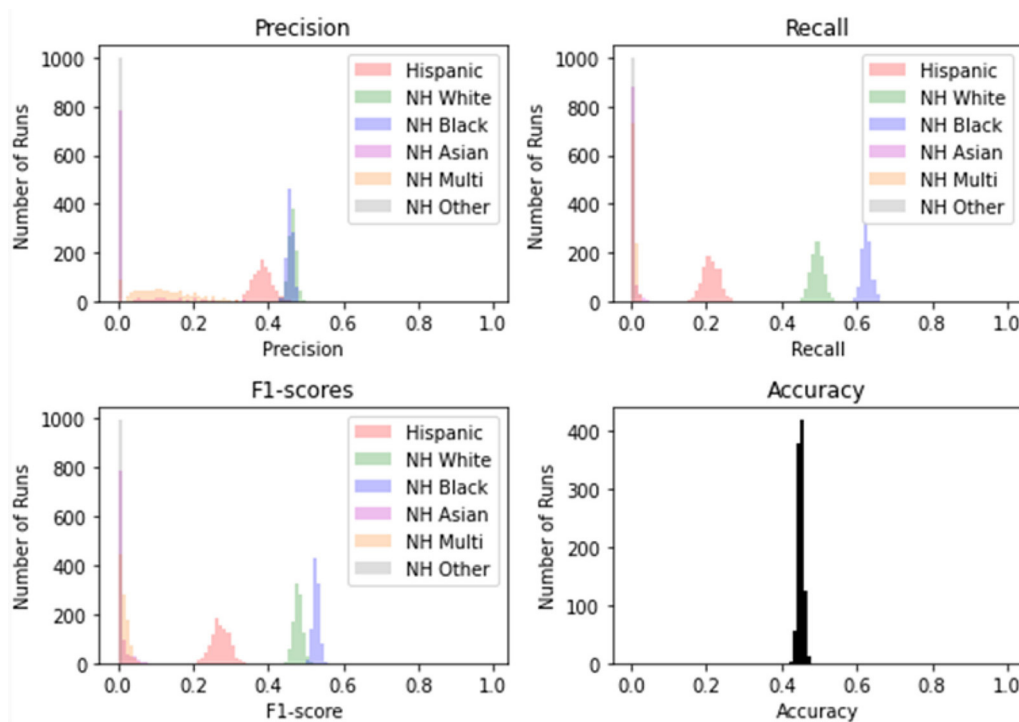 Precision
Number of Runs
1000
800
600
400
200
0
Hispanic
NH White
NH Black
NH Asian
NH Multi
NH Other
0.0 0.2 0.4 0.6 0.8 1.0
Precision
Recall
Number of Runs
1000
800
600
400
200
0
Hispanic
NH White
NH Black
NH Asian
NH Multi
NH Other
0.0 0.2 0.4 0.6 0.8 1.0
Recall
F1-scores
Number of Runs
1000
800
600
400
200
0
Hispanic
NH White
NH Black
NH Asian
NH Multi
NH Other
0.0 0.2 0.4 0.6 0.8 1.0
F1-score
Accuracy
Number of Runs
400
300
200
100
0
0.0 0.2 0.4 0.6 0.8 1.0
Accuracy